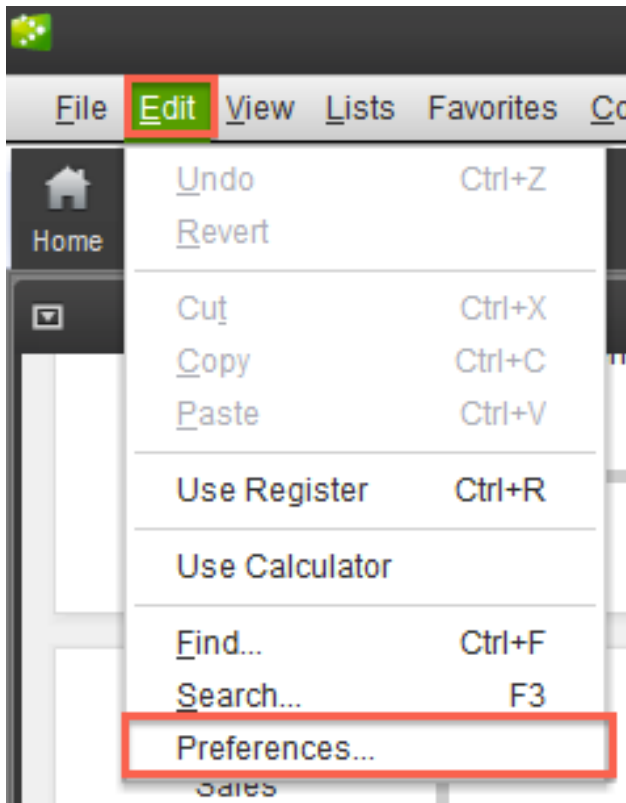 File Edit View Lists Favorites Co
Undo Ctrl+Z
Home
Revert
Cut Ctrl+X
Copy Ctrl+C
Paste Ctrl+V
Use Register Ctrl+R
Use Calculator
Find... Ctrl+F
Search... F3
Preferences...
Sales